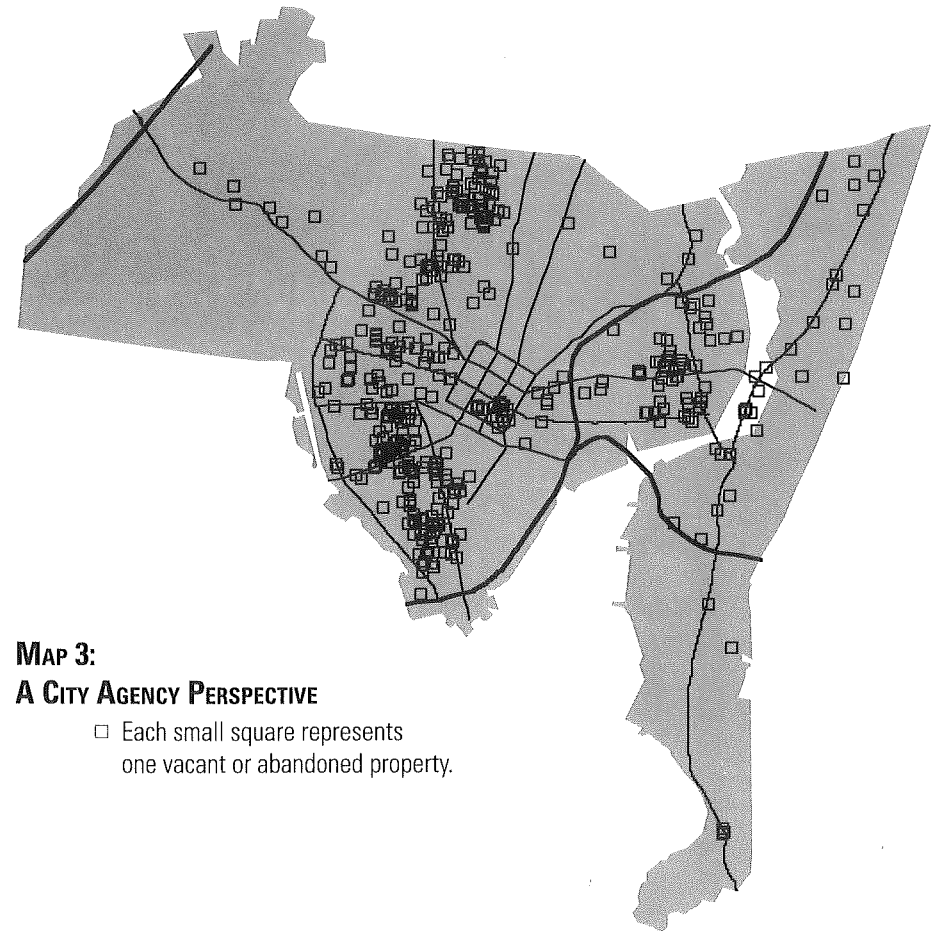 MAP 3:
A CITY AGENCY PERSPECTIVE
□ Each small square represents
one vacant or abandoned property.